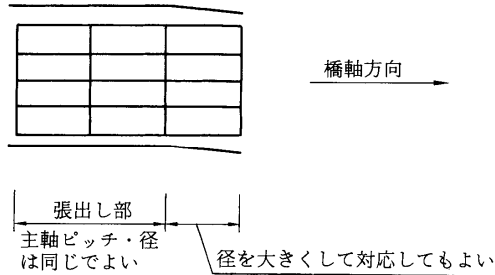 橋軸方向
張出し部
主軸ピッチ・径
は同じでよい
径を大きくして対応してもよい